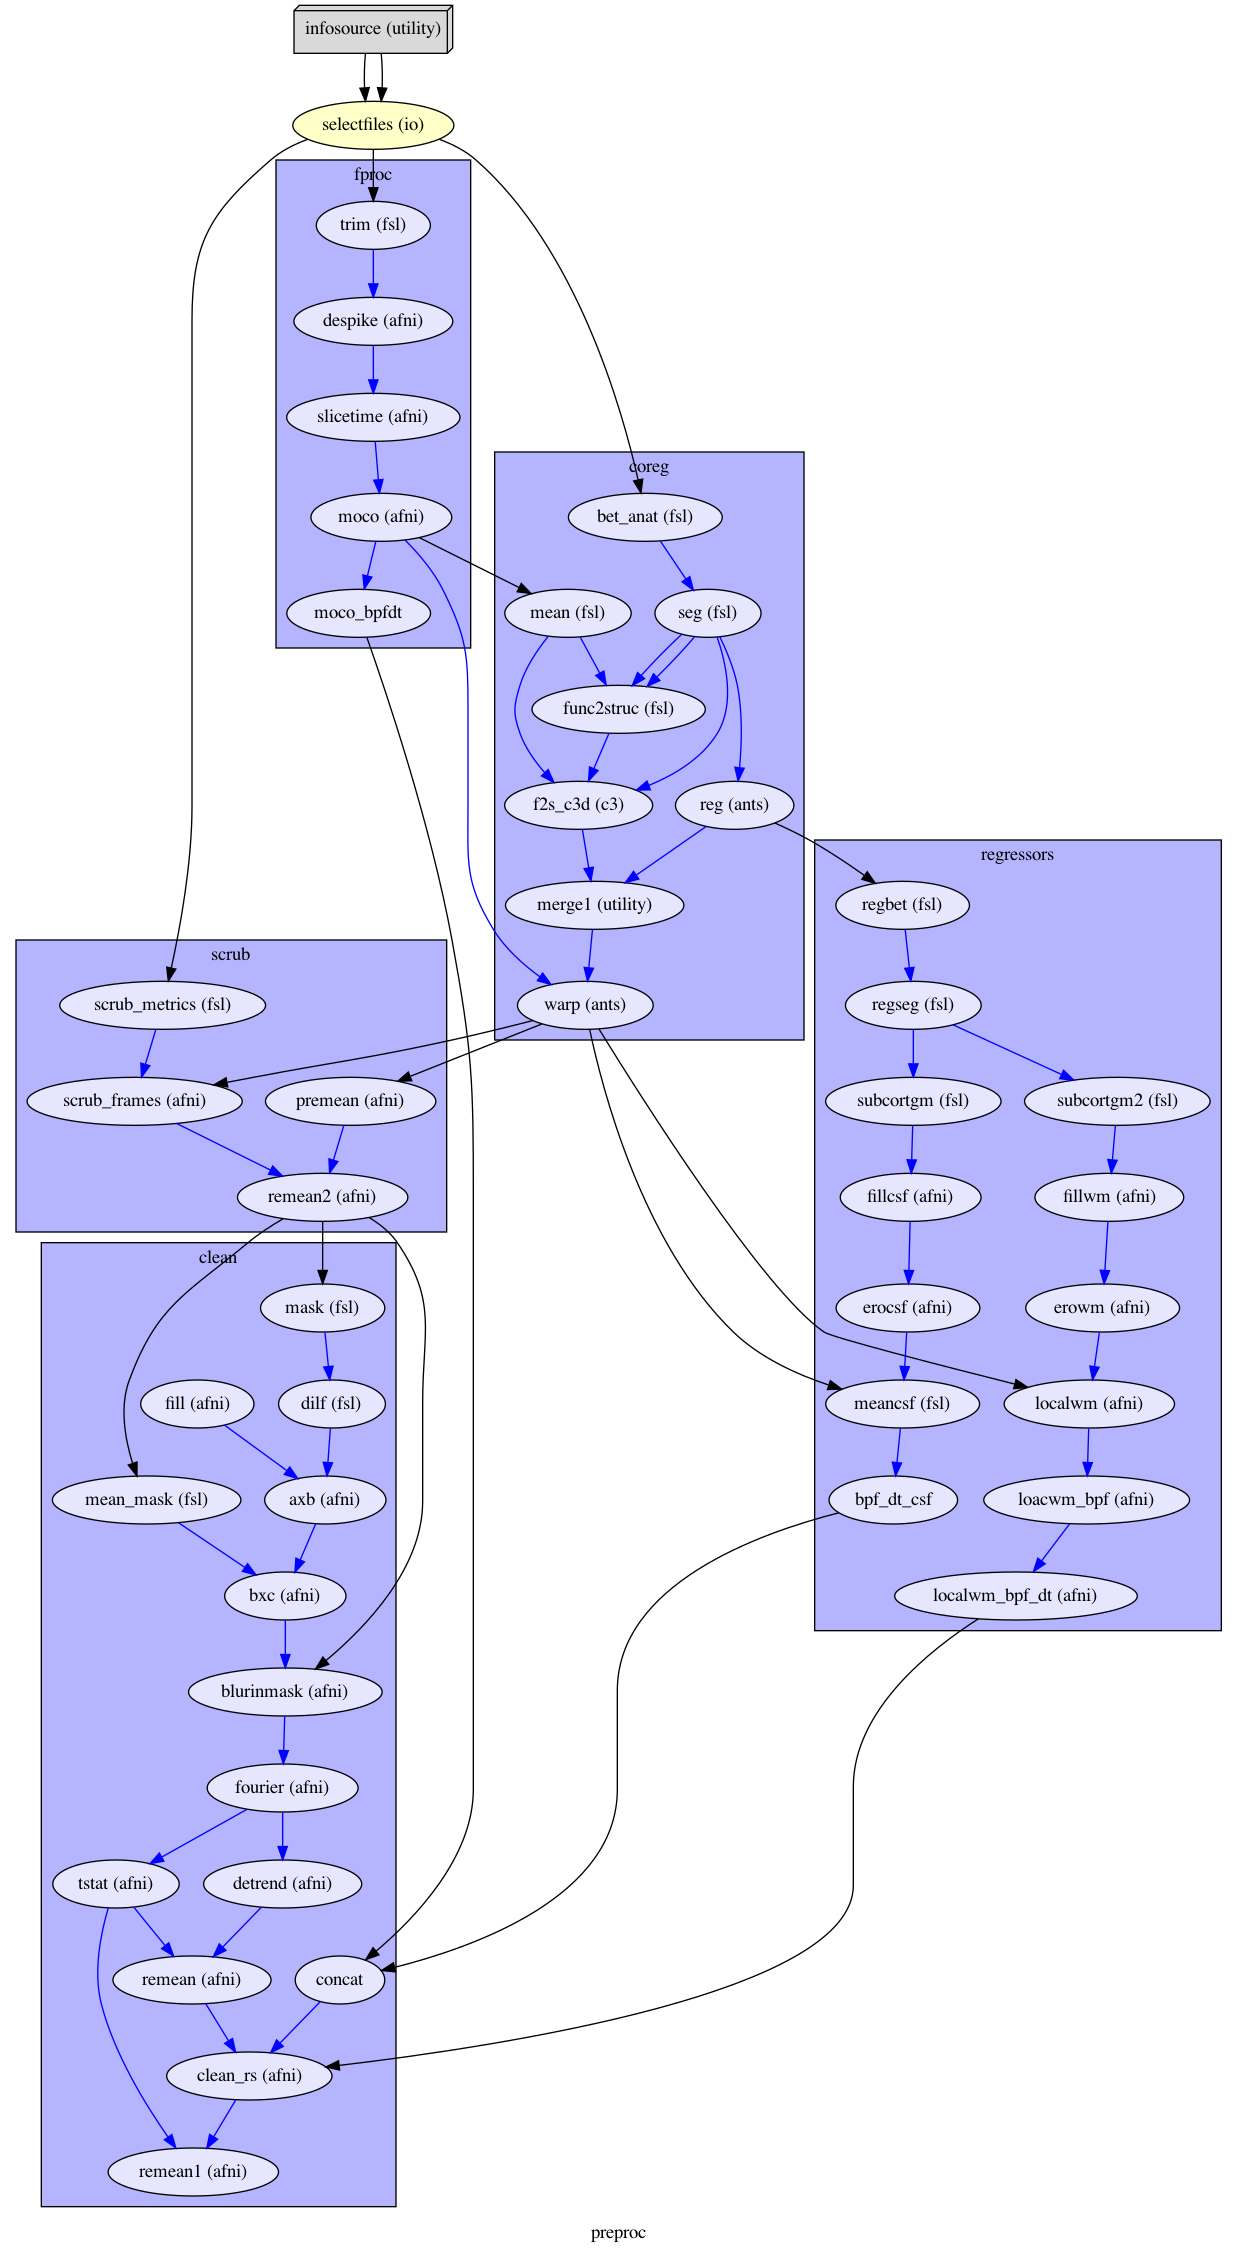 infosource (utility)
selectfiles (io)
fproc
trim (fsl)
despike (afni)
slicetime (afni)
moco (afni)
moco_bpfdt
coreg
bet_anat (fsl)
mean (fsl)
seg (fsl)
func2struc (fsl)
f2s_c3d (c3)
reg (ants)
merge1 (utility)
warp (ants)
regressors
regbet (fsl)
regseg (fsl)
subcortgm (fsl)
subcortgm2 (fsl)
fillcsf (afni)
fillwm (afni)
erocsf (afni)
erowm (afni)
meancsf (fsl)
localwm (afni)
bpf_dt_csf
loacwm_bpf (afni)
localwm_bpf_dt (afni)
scrub
scrub_metrics (fsl)
scrub_frames (afni)
premean (afni)
remean2 (afni)
clean
mask (fsl)
fill (afni)
dilf (fsl)
mean_mask (fsl)
axb (afni)
bxc (afni)
blurinmask (afni)
fourier (afni)
tstat (afni)
detrend (afni)
remean (afni)
concat
clean_rs (afni)
remean1 (afni)
preproc